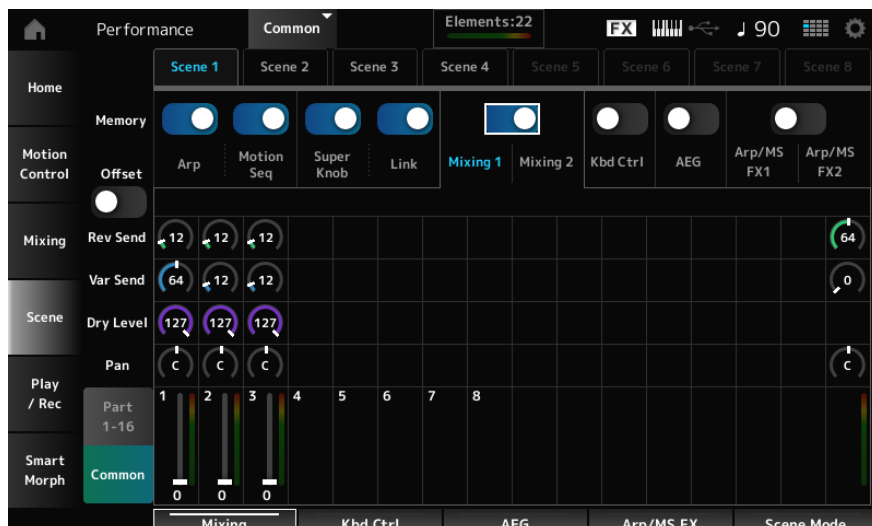 Performance Common Elements:22 FX ♩ 90
Scene 1 Scene 2 Scene 3 Scene 4 Scene 5 Scene 6 Scene 7 Scene 8
Home
Memory
Arp Motion Seq Super Knob Link Mixing 1 Mixing 2 Kbd Ctrl AEG Arp/MS FX1 Arp/MS FX2
Motion Control
Offset
Mixing
Rev Send 12 12 12 64
Var Send 64 12 12 0
Scene
Dry Level 127 127 127
Pan C C C C
Play / Rec
Part 1-16
1 2 3 4 5 6 7 8
Smart Morph
Common
0 0 0
Mixing Kbd Ctrl AEG Arp/MS FX Scene Mode